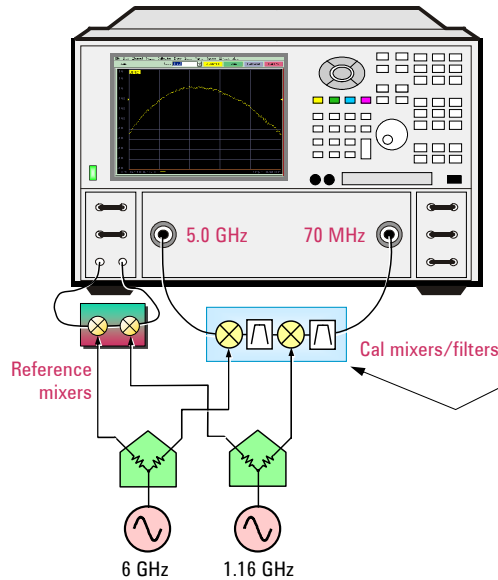 5.0 GHz
70 MHz
Reference
mixers
Cal mixers/filters
6 GHz
1.16 GHz